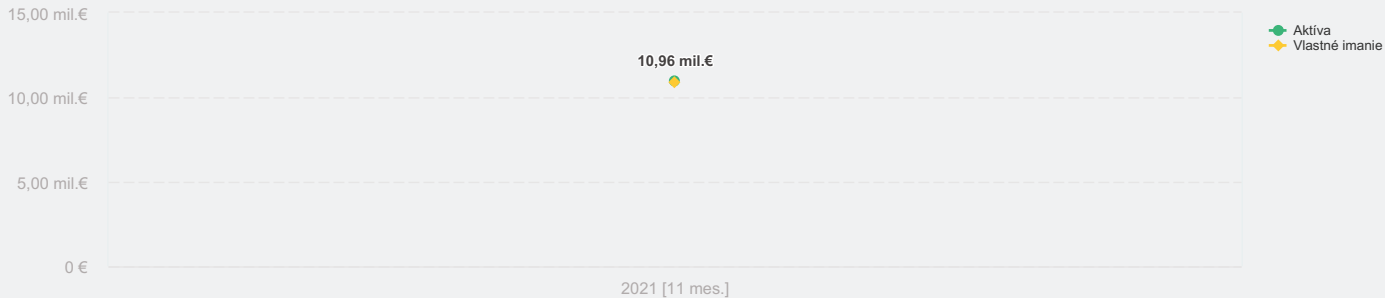 15,00 mil.€
10,00 mil.€
5,00 mil.€
0 €
10,96 mil.€
2021 [11 mes.]
Aktíva
Vlastné imanie